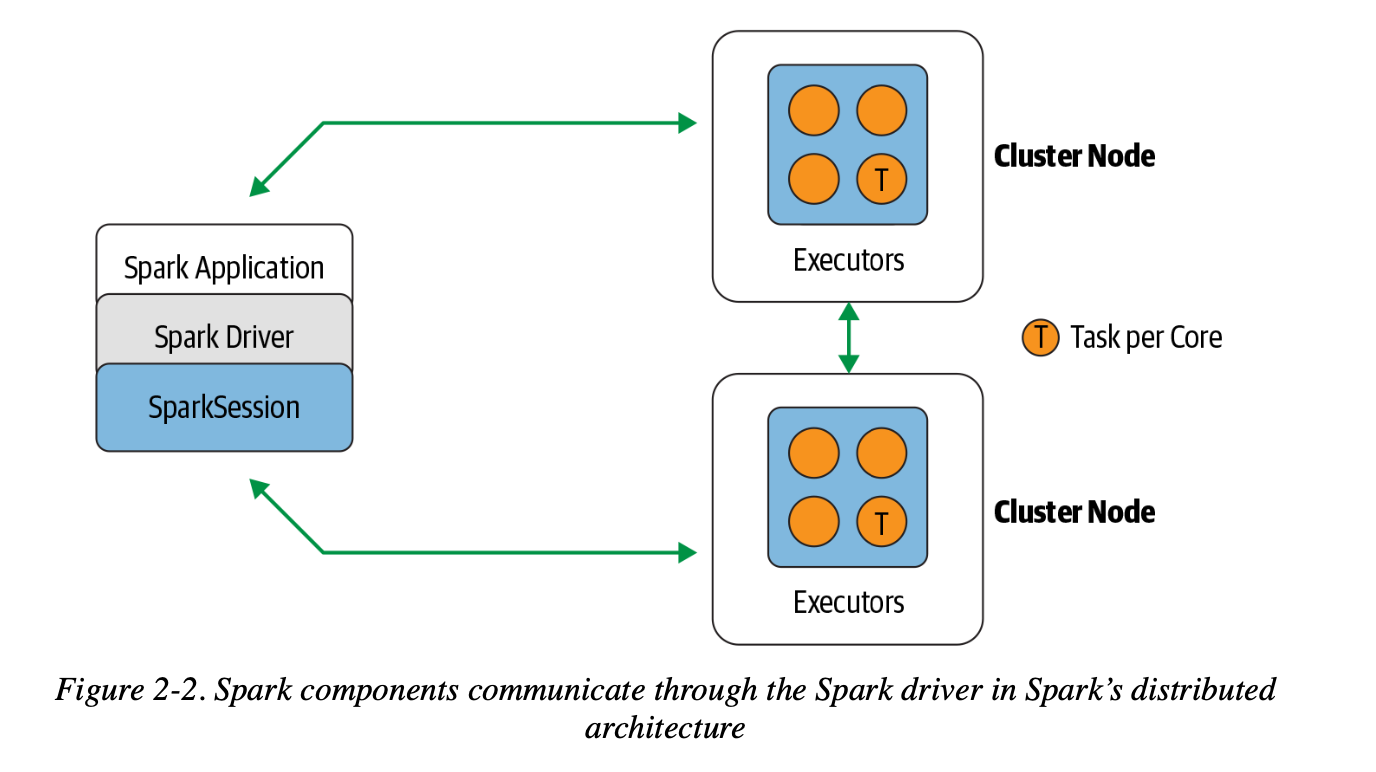 Spark Application
Spark Driver
SparkSession
T
Executors
Cluster Node
T Task per Core
T
Executors
Cluster Node
Figure 2-2. Spark components communicate through the Spark driver in Spark’s distributed
architecture